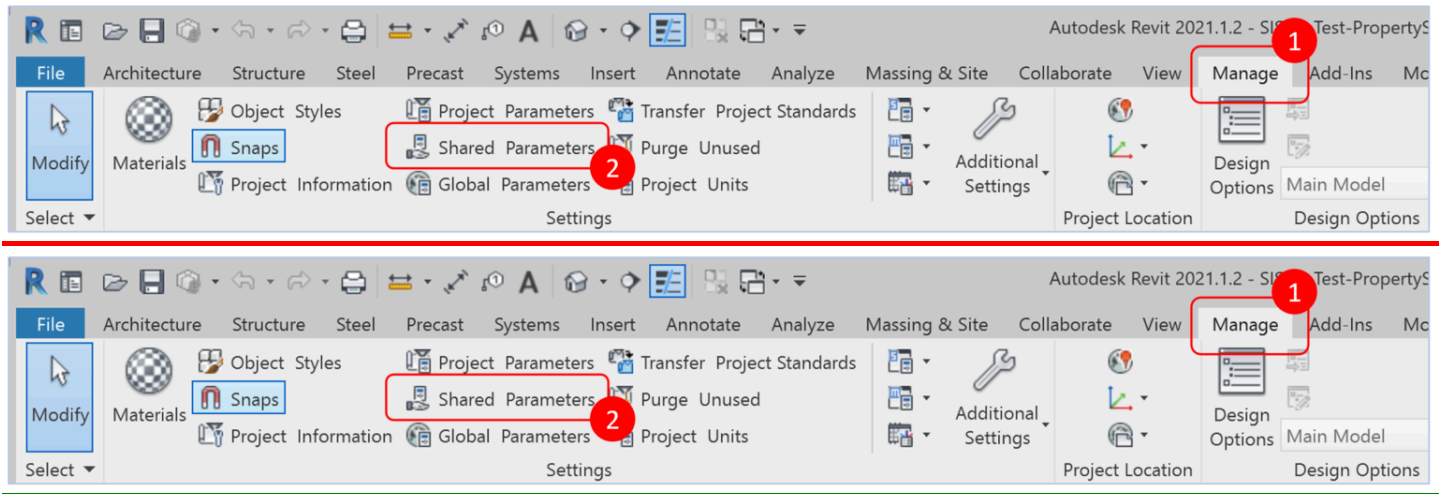 Autodesk Revit 2021.1.2 - SIS Test-PropertyS
1
File Architecture Structure Steel Precast Systems Insert Annotate Analyze Massing & Site Collaborate View Manage Add-Ins Mo
Object Styles Project Parameters Transfer Project Standards
Modify Materials Snaps Shared Parameters Purge Unused Additional Settings Design Options
2
Project Information Global Parameters Project Units Main Model
Select Settings Project Location Design Options
Autodesk Revit 2021.1.2 - SIS Test-PropertyS
1
File Architecture Structure Steel Precast Systems Insert Annotate Analyze Massing & Site Collaborate View Manage Add-Ins Mo
Object Styles Project Parameters Transfer Project Standards
Modify Materials Snaps Shared Parameters Purge Unused Additional Settings Design Options
2
Project Information Global Parameters Project Units Main Model
Select Settings Project Location Design Options